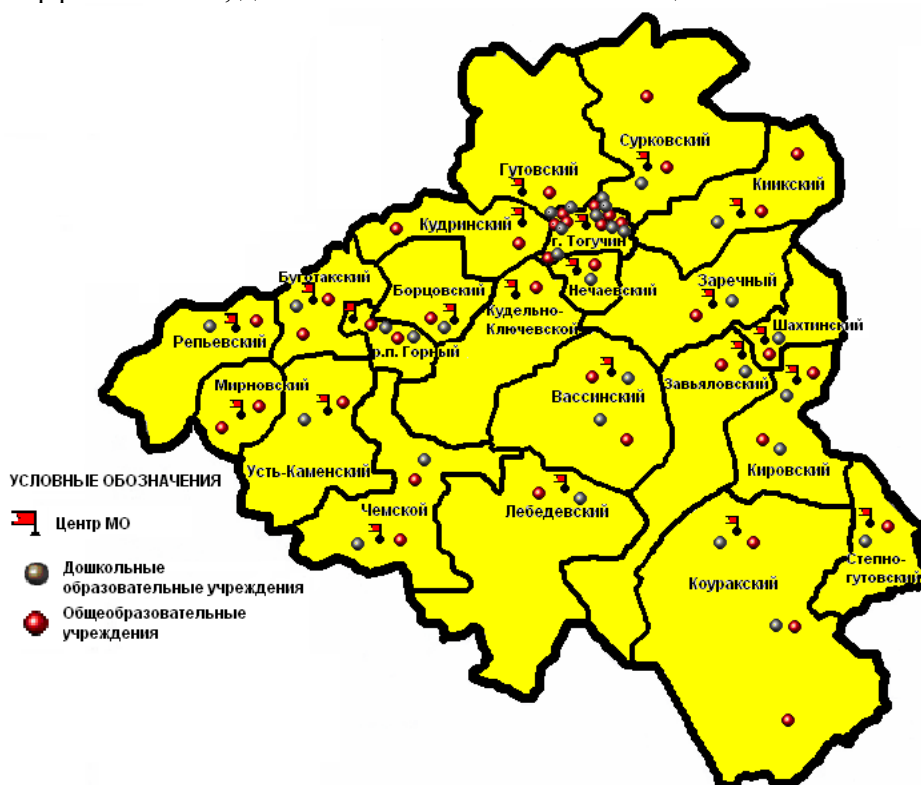 Сурковский
Гутовский
Киикский
Кудринский
г. Тогучин
Заречный
Буготакский
Борцовский
Нечаевский
Кудельно-
Ключевской
Шахтинский
Репьевский
р.п. Горный
Завьяловский
Мирновский
Вассинский
Усть-Каменский
Кировский
Чемской
Лебедевский
Степно-
гутовский
Коуракский
УСЛОВНЫЕ ОБОЗНАЧЕНИЯ
Центр МО
Дошкольные
образовательные учреждения
Общеобразовательные
учреждения